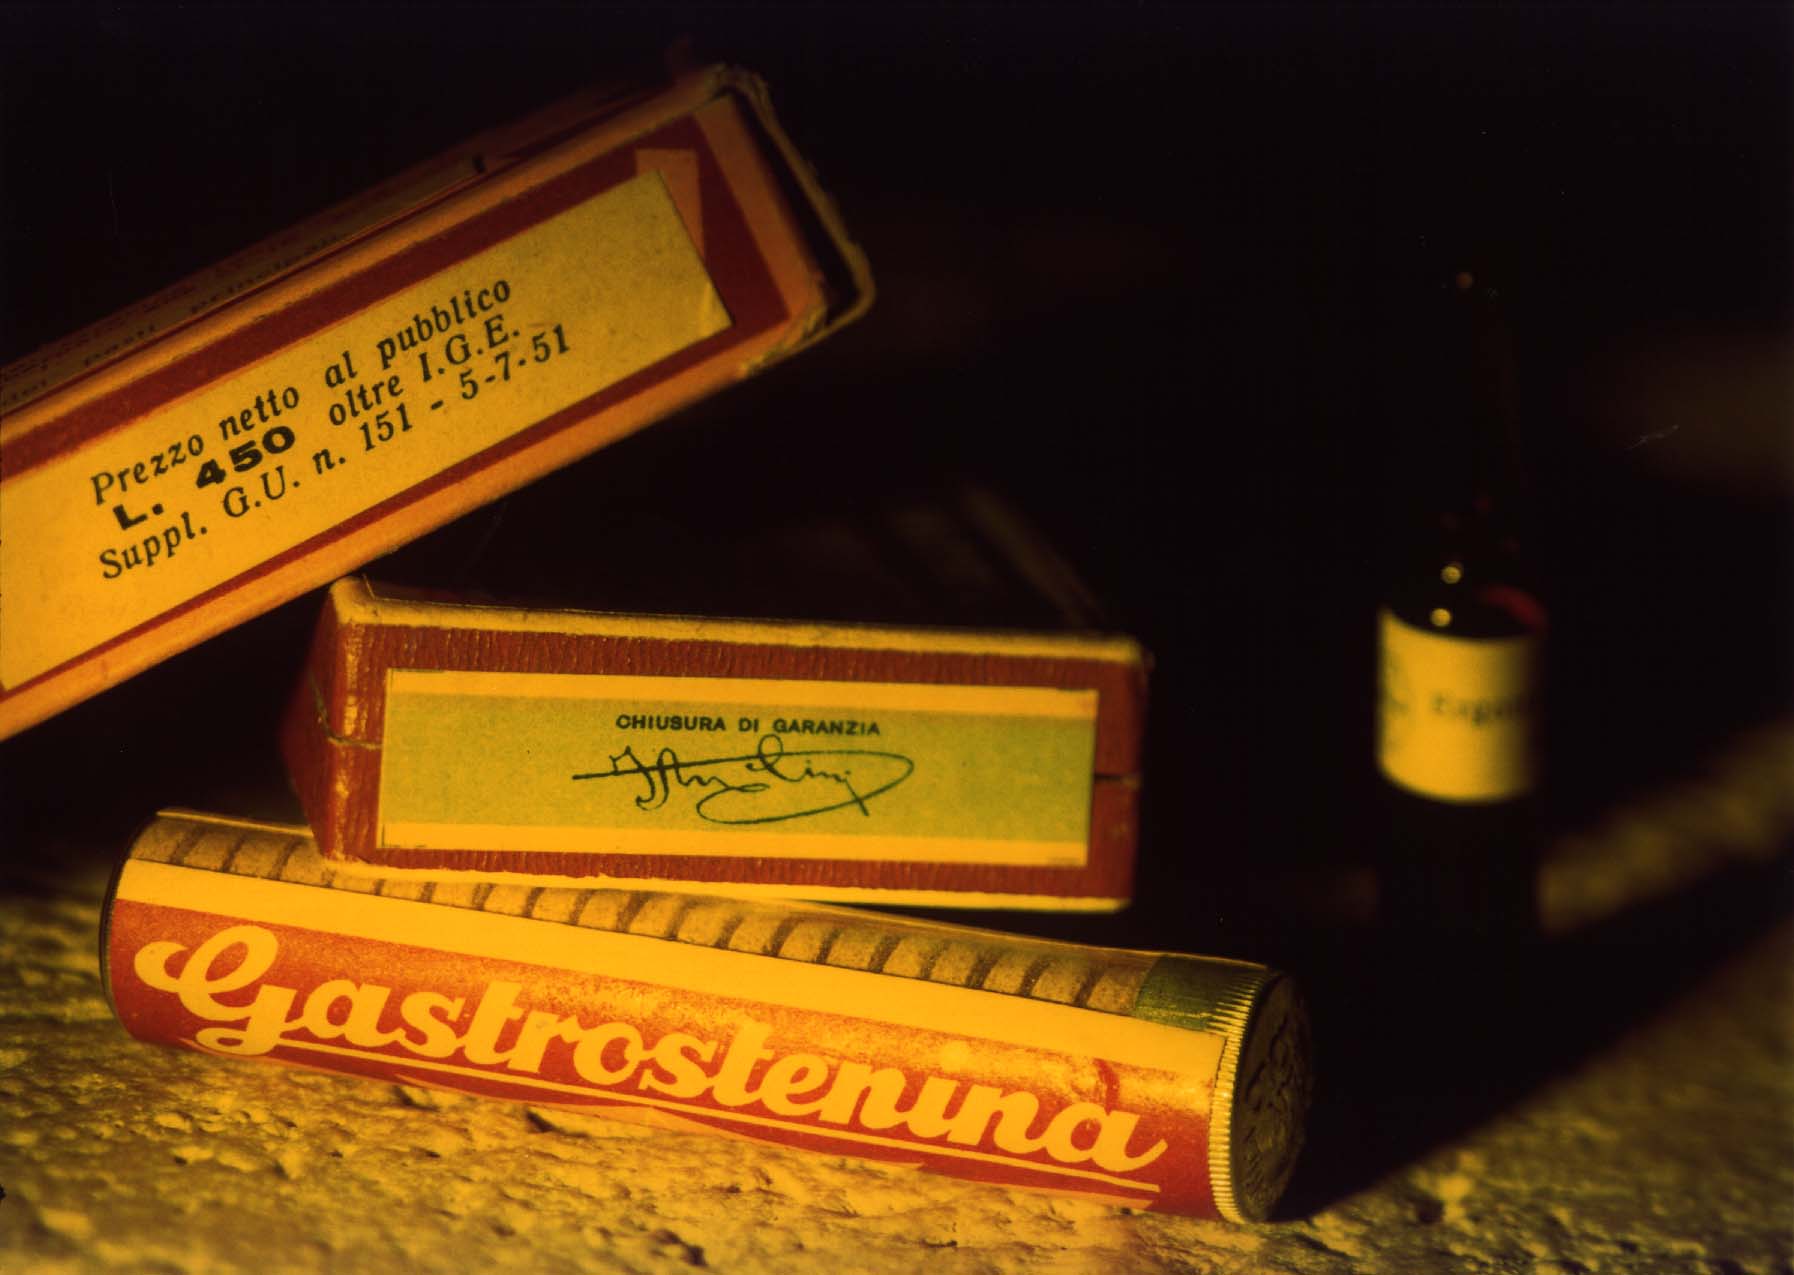 Prezzo netto al pubblico
L. 450 oltre I.G.E.
Suppl. G.U. n. 151 - 5-7-51
CHIUSURA DI GARANZIA
Gastrostenina